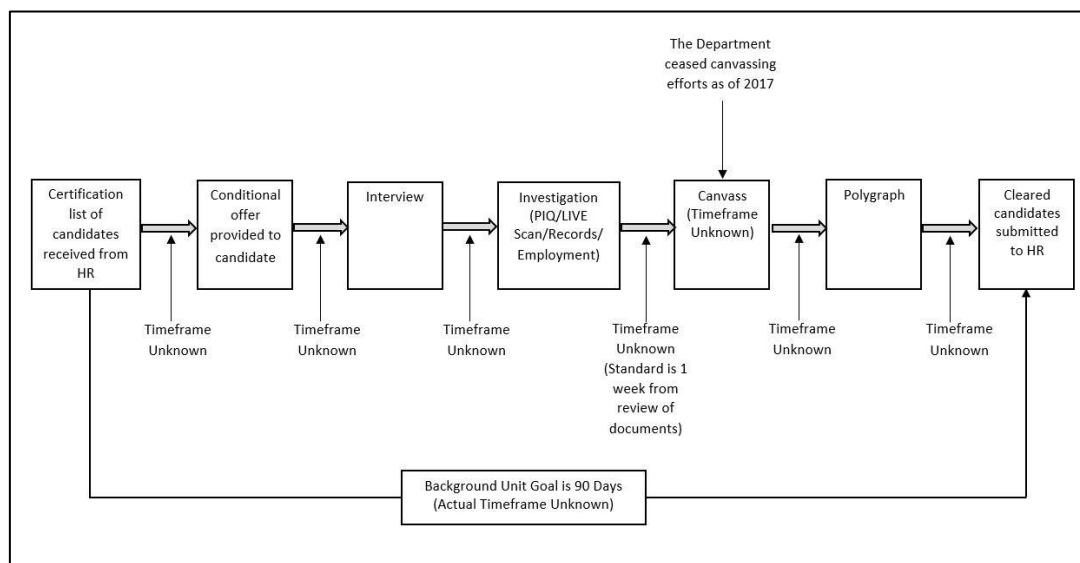 The Department
ceased canvassing
efforts as of 2017
Certification
list of
candidates
received from
HR
Conditional
offer
provided to
candidate
Interview
Investigation
(PIQ/LIVE
Scan/Records/
Employment)
Canvass
(Timeframe
Unknown)
Polygraph
Cleared
candidates
submitted
to HR
Timeframe
Unknown
Timeframe
Unknown
Timeframe
Unknown
Timeframe
Unknown
(Standard is 1
week from
review of
documents)
Timeframe
Unknown
Timeframe
Unknown
Background Unit Goal is 90 Days
(Actual Timeframe Unknown)